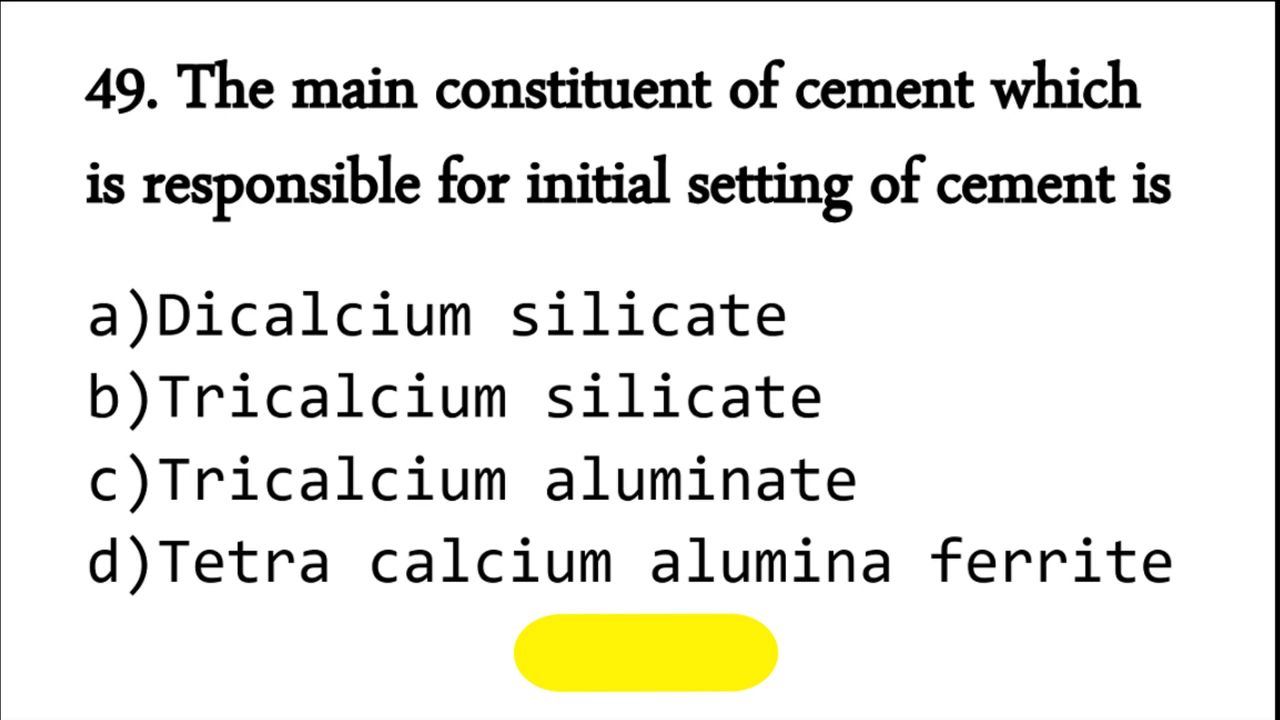 49. The main constituent of cement which
is responsible for initial setting of cement is
a)Dicalcium silicate
b)Tricalcium silicate
c)Tricalcium aluminate
d)Tetra calcium alumina ferrite